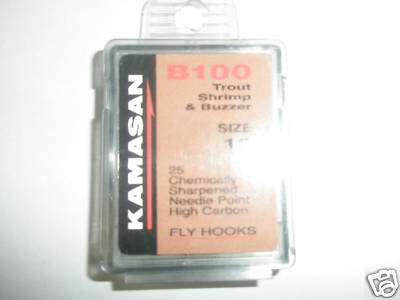 KAMASAN
B100
Trout
Shrimp
& Buzzer
SIZE
25
Chemically
Sharpened
Needle Point
High Carbon
FLY HOOKS